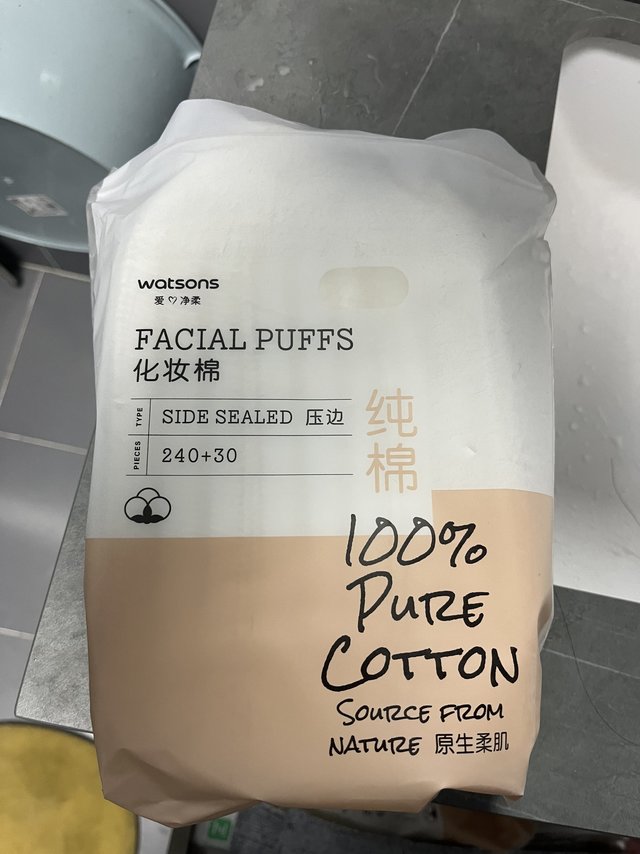 watsons
爱♡净柔
FACIAL PUFFS
化妆棉
TYPE SIDE SEALED 压边
PIECES 240+30
纯棉
100%
PURE
COTTON
SOURCE FROM
NATURE 原生柔肌